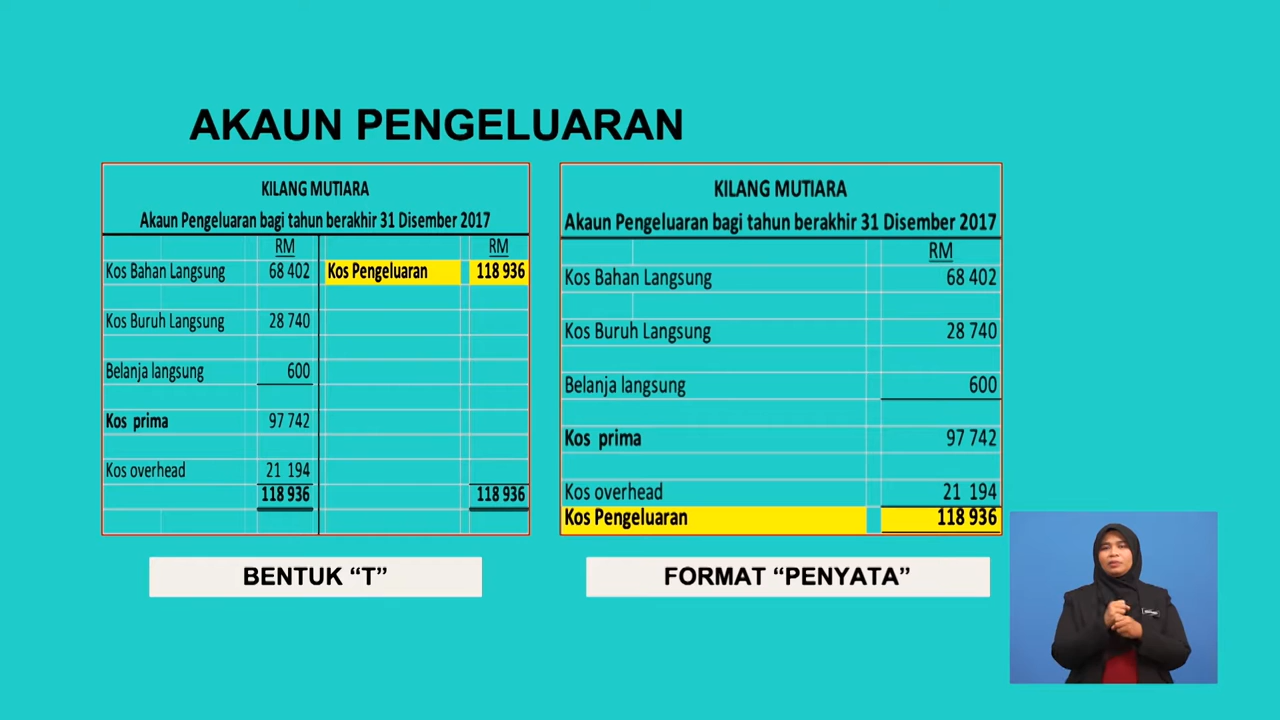 AKAUN PENGELUARAN
KILANG MUTIARA
Akaun Pengeluaran bagi tahun berakhir 31 Disember 2017
RM RM
Kos Bahan Langsung 68 402 Kos Pengeluaran 118 936
Kos Buruh Langsung 28 740
Belanja langsung 600
Kos prima 97 742
Kos overhead 21 194
118 936 118 936
BENTUK “T”
KILANG MUTIARA
Akaun Pengeluaran bagi tahun berakhir 31 Disember 2017
RM
Kos Bahan Langsung 68 402
Kos Buruh Langsung 28 740
Belanja langsung 600
Kos prima 97 742
Kos overhead 21 194
Kos Pengeluaran 118 936
FORMAT “PENYATA”